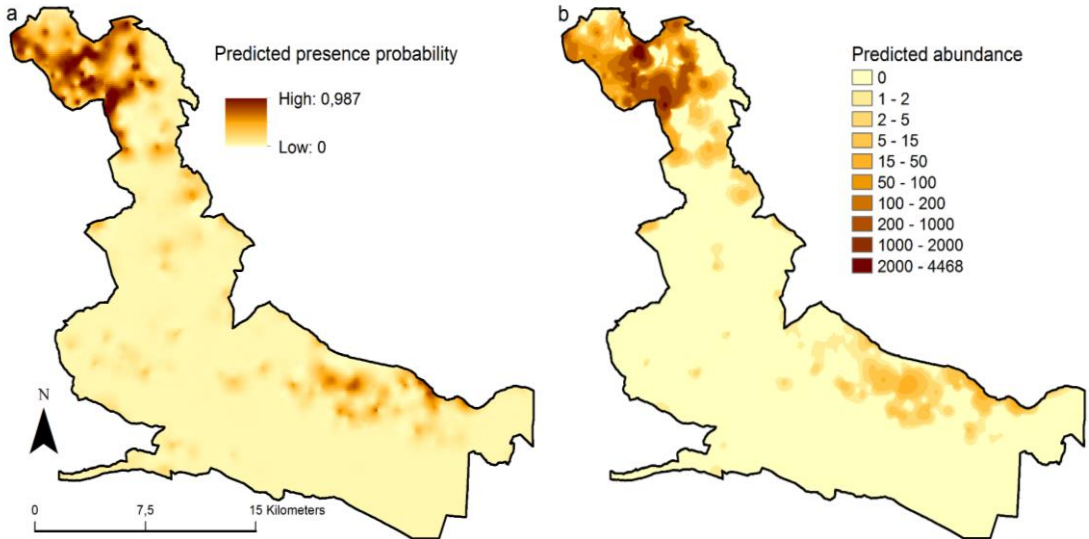 a
Predicted presence probability
High: 0,987
Low: 0
N
0 7,5 15 Kilometers
b
Predicted abundance
0
1 - 2
2 - 5
5 - 15
15 - 50
50 - 100
100 - 200
200 - 1000
1000 - 2000
2000 - 4468